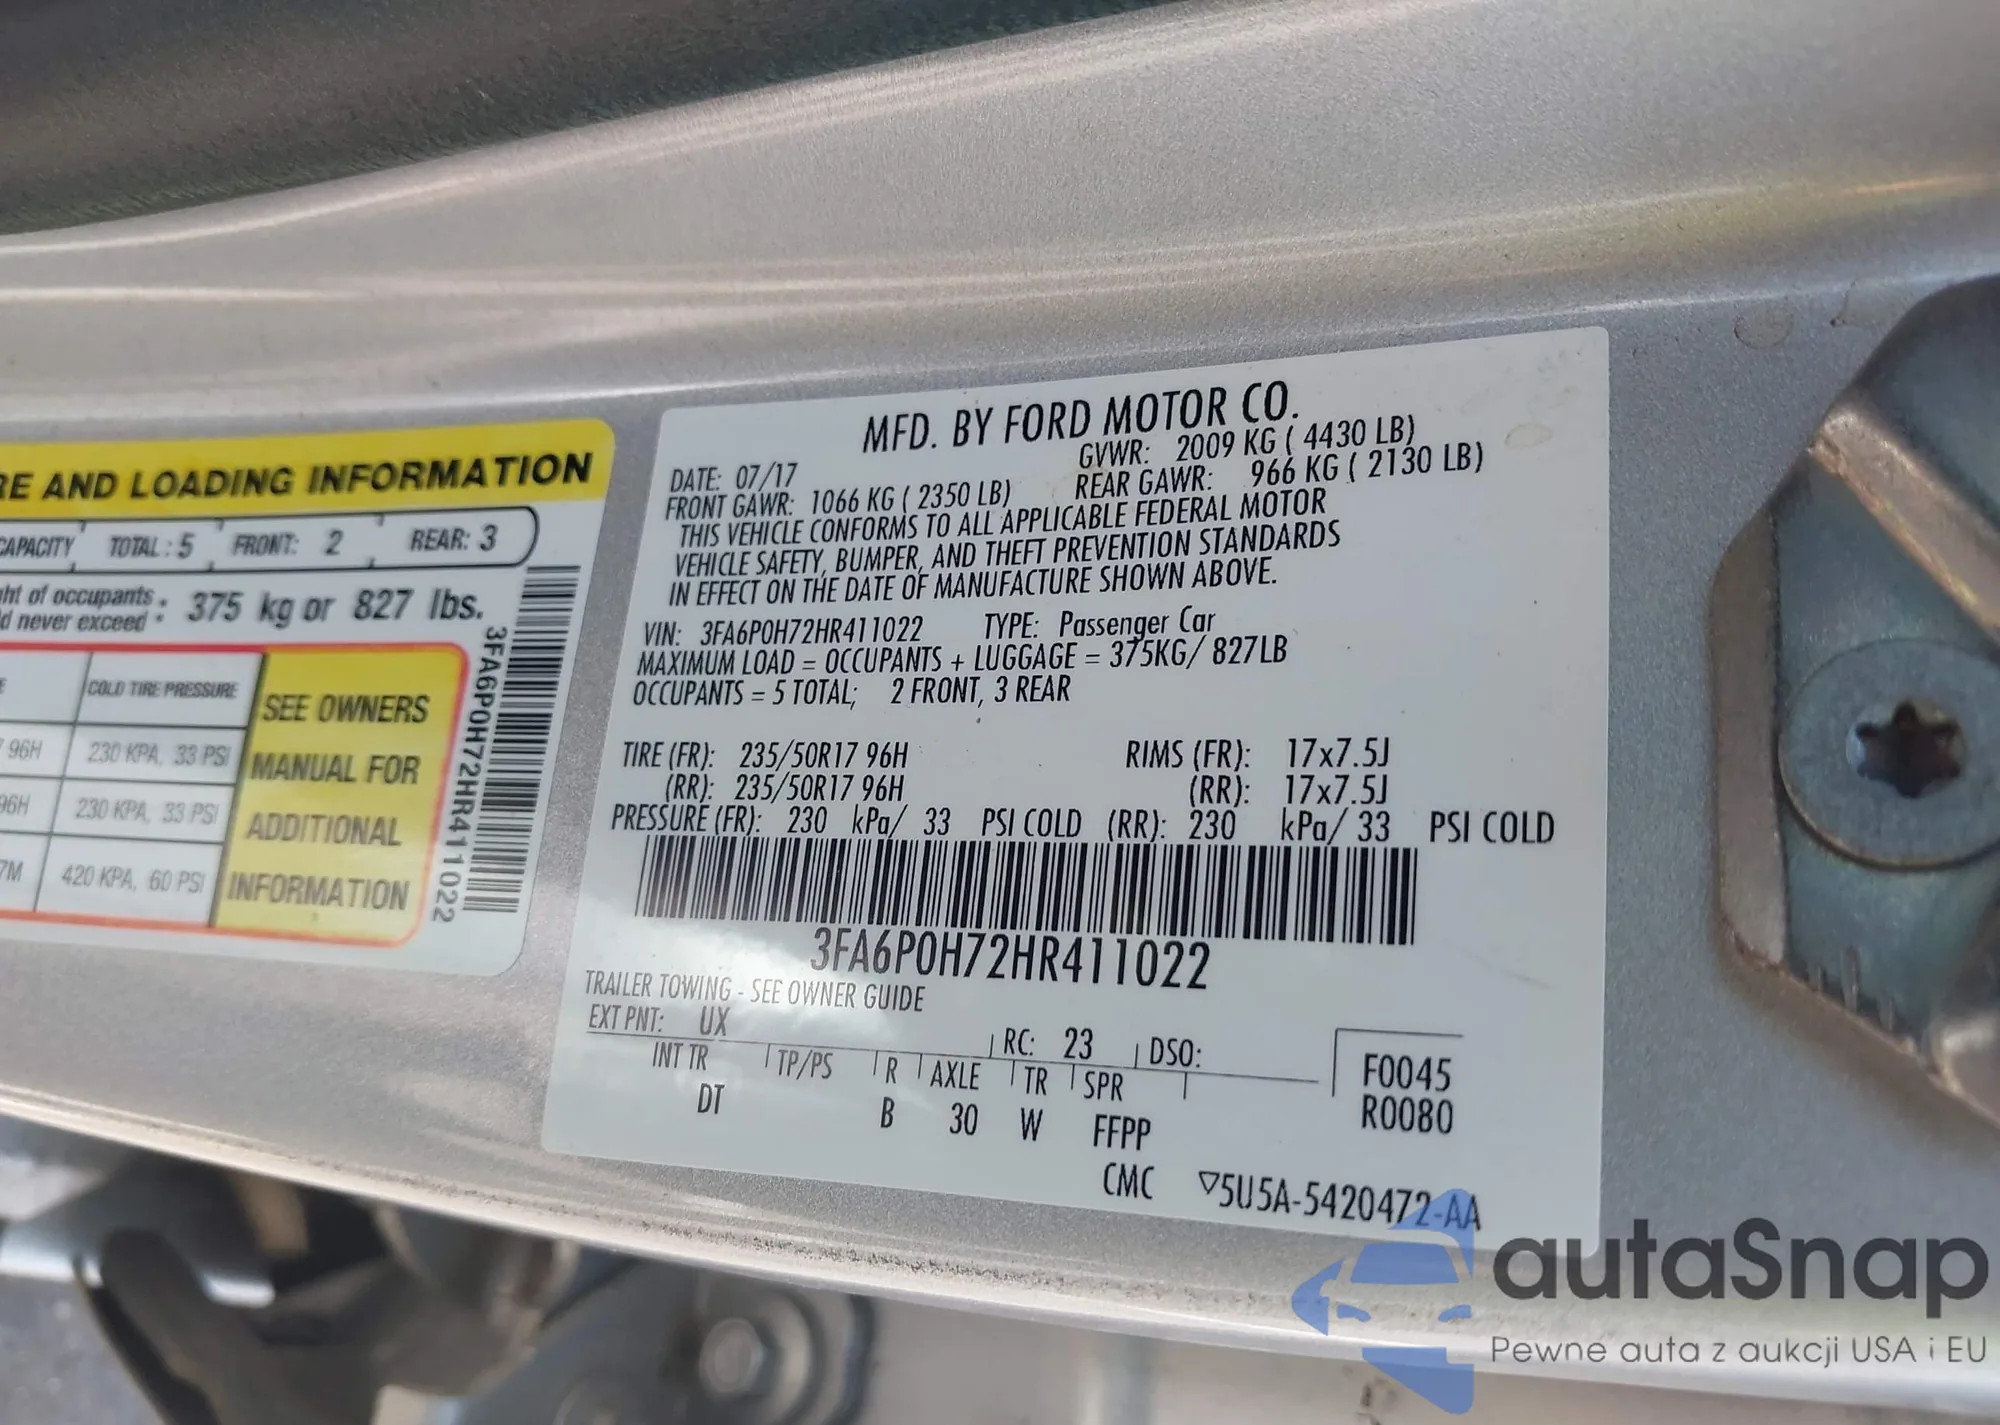 RE AND LOADING INFORMATION
CAPACITY TOTAL: 5 FRONT: 2 REAR: 3
of occupants : 375 kg or 827 lbs.
never exceed
COLD TIRE PRESSURE
96H 230 KPA, 33 PSI
96H 230 KPA, 33 PSI
7M 420 KPA, 60 PSI
SEE OWNERS
MANUAL FOR
ADDITIONAL
INFORMATION
3FA6P0H72HR411022
MFD. BY FORD MOTOR CO.
DATE: 07/17 GVWR: 2009 KG ( 4430 LB)
FRONT GAWR: 1066 KG ( 2350 LB) REAR GAWR: 966 KG ( 2130 LB)
THIS VEHICLE CONFORMS TO ALL APPLICABLE FEDERAL MOTOR
VEHICLE SAFETY, BUMPER, AND THEFT PREVENTION STANDARDS
IN EFFECT ON THE DATE OF MANUFACTURE SHOWN ABOVE.
VIN: 3FA6P0H72HR411022 TYPE: Passenger Car
MAXIMUM LOAD = OCCUPANTS + LUGGAGE = 375KG/ 827LB
OCCUPANTS = 5 TOTAL; 2 FRONT, 3 REAR
TIRE (FR): 235/50R17 96H RIMS (FR): 17x7.5J
(RR): 235/50R17 96H (RR): 17x7.5J
PRESSURE (FR): 230 kPa/ 33 PSI COLD (RR): 230 kPa/ 33 PSI COLD
3FA6P0H72HR411022
TRAILER TOWING - SEE OWNER GUIDE
EXT PNT: UX RC: 23 DSO:
INT TR TP/PS R AXLE TR SPR F0045
DT B 30 W FFPP R0080
CMC ▽5U5A-5420472-AA
autaSnap
Pewne auta z aukcji USA i EU